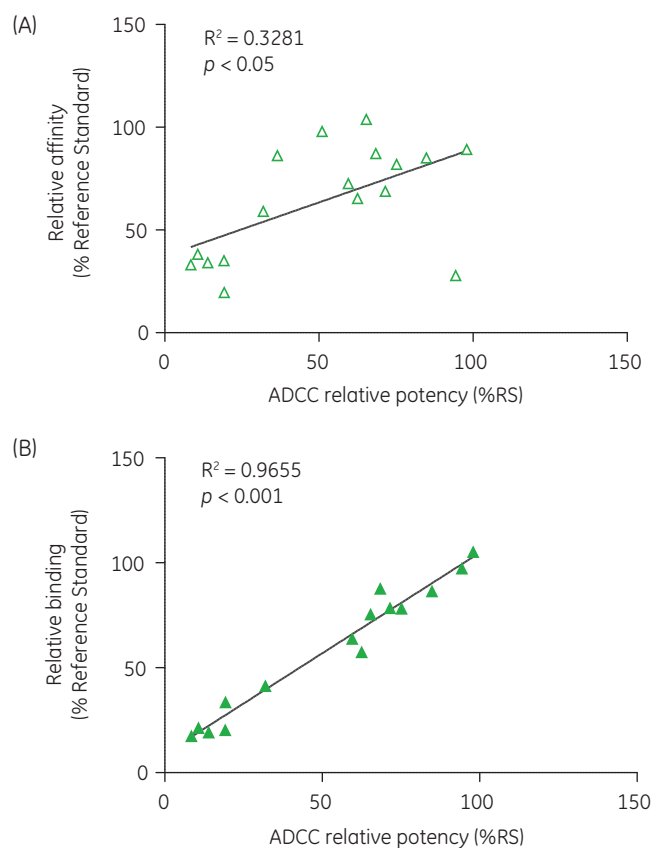 (A)
R² = 0.3281
p < 0.05
Relative affinity
(% Reference Standard)
150
100
50
0
0 50 100 150
ADCC relative potency (%RS)
(B)
R² = 0.9655
p < 0.001
Relative binding
(% Reference Standard)
150
100
50
0
0 50 100 150
ADCC relative potency (%RS)